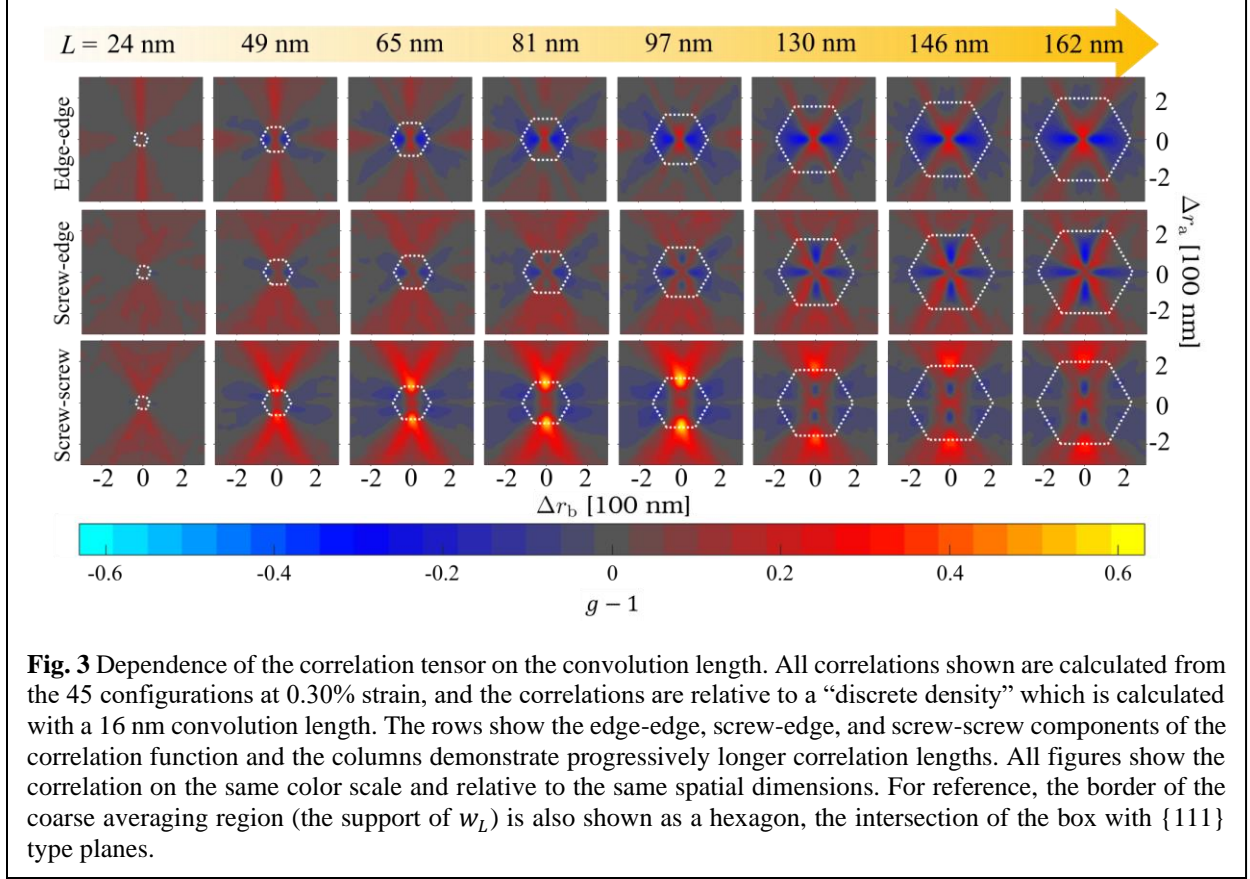 L = 24 nm 49 nm 65 nm 81 nm 97 nm 130 nm 146 nm 162 nm
Edge-edge
2
0
-2
Screw-edge
2
0
-2
Δr_a [100 nm]
Screw-screw
2
0
-2
-2 0 2 -2 0 2 -2 0 2 -2 0 2 -2 0 2 -2 0 2 -2 0 2 -2 0 2
Δr_b [100 nm]
-0.6 -0.4 -0.2 0 0.2 0.4 0.6
g − 1
Fig. 3 Dependence of the correlation tensor on the convolution length. All correlations shown are calculated from
the 45 configurations at 0.30% strain, and the correlations are relative to a “discrete density” which is calculated
with a 16 nm convolution length. The rows show the edge-edge, screw-edge, and screw-screw components of the
correlation function and the columns demonstrate progressively longer correlation lengths. All figures show the
correlation on the same color scale and relative to the same spatial dimensions. For reference, the border of the
coarse averaging region (the support of w_L) is also shown as a hexagon, the intersection of the box with {111}
type planes.